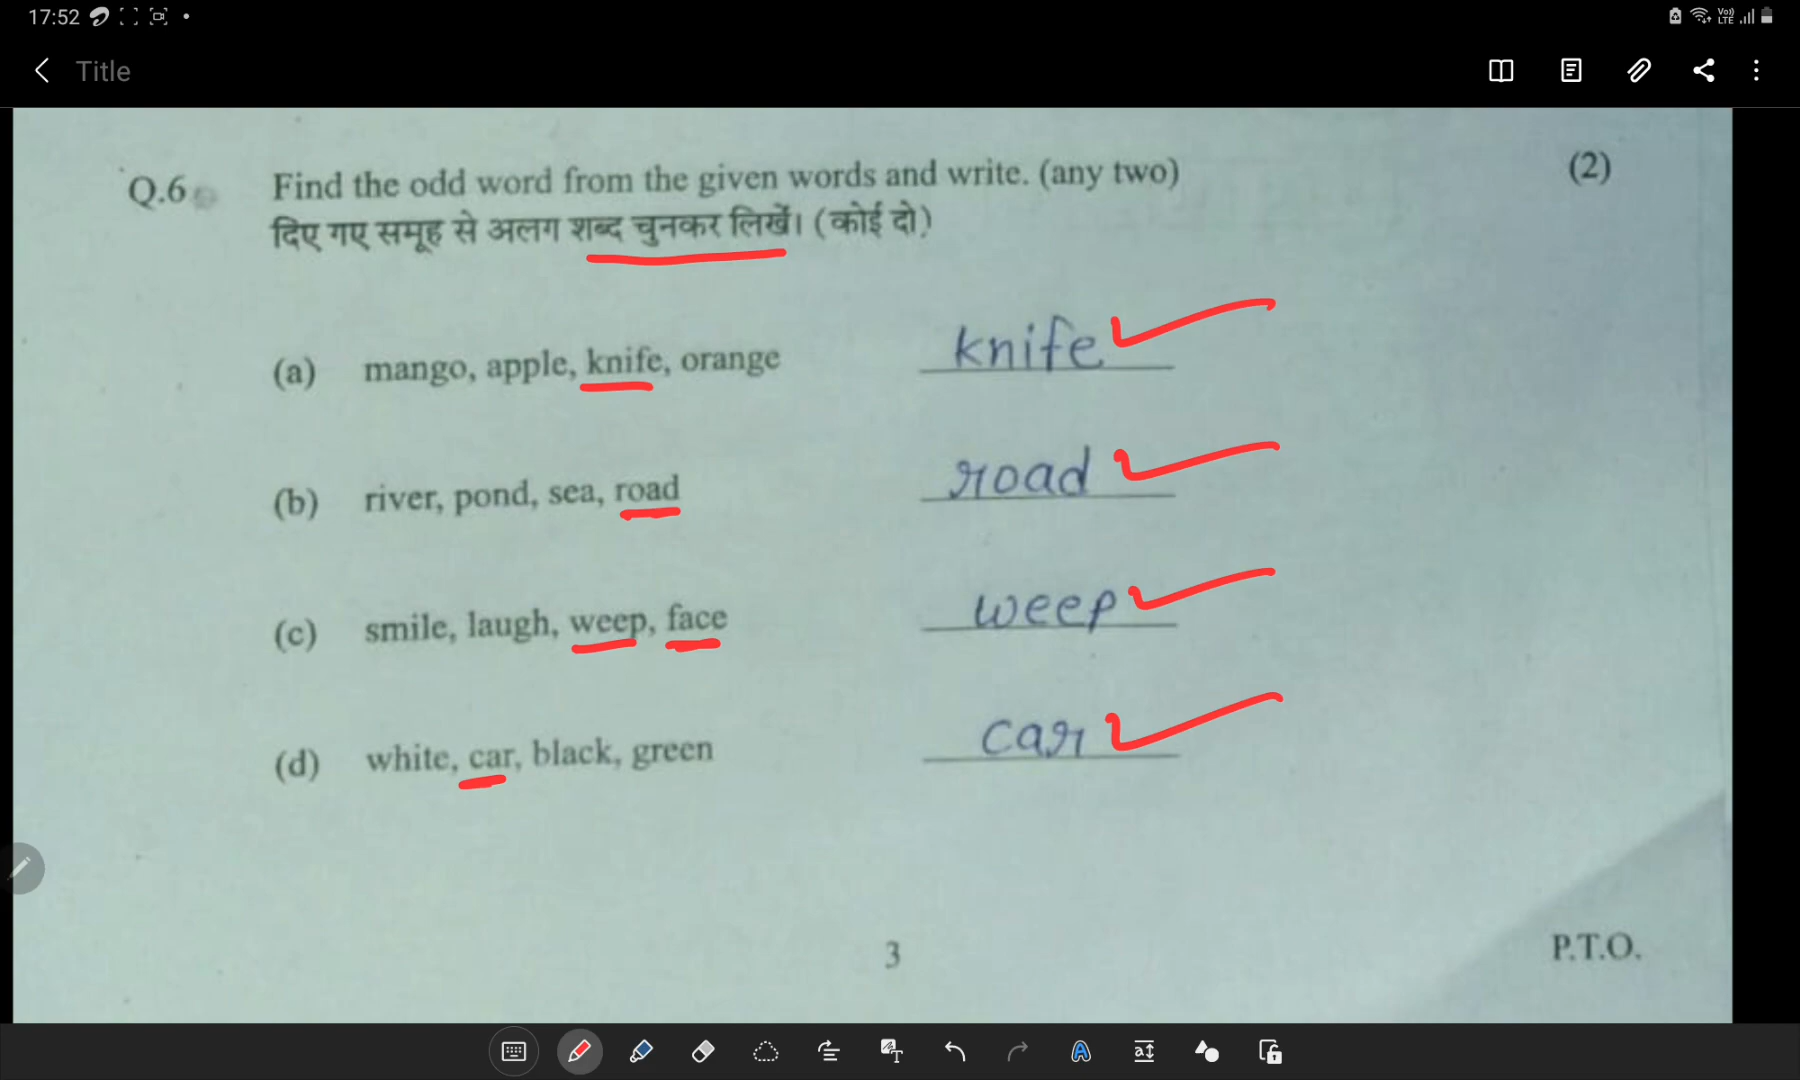 17:52
Title
Q.6 Find the odd word from the given words and write. (any two) (2)
दिए गए समूह से अलग शब्द चुनकर लिखें। (कोई दो)
(a) mango, apple, knife, orange knife
(b) river, pond, sea, road road
(c) smile, laugh, weep, face weep
(d) white, car, black, green car
3 P.T.O.